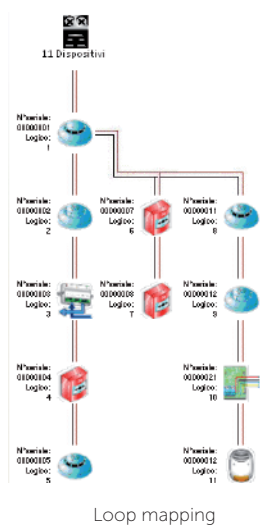 11 Dispositivi
N°seriale:
00000001
Logico:
1
N°seriale:
00000002
Logico:
2
N°seriale:
00000007
Logico:
6
N°seriale:
00000011
Logico:
8
N°seriale:
00000003
Logico:
3
N°seriale:
00000008
Logico:
7
N°seriale:
00000012
Logico:
9
N°seriale:
00000004
Logico:
4
N°seriale:
00000021
Logico:
10
N°seriale:
00000005
Logico:
5
N°seriale:
00000012
Logico:
11
Loop mapping